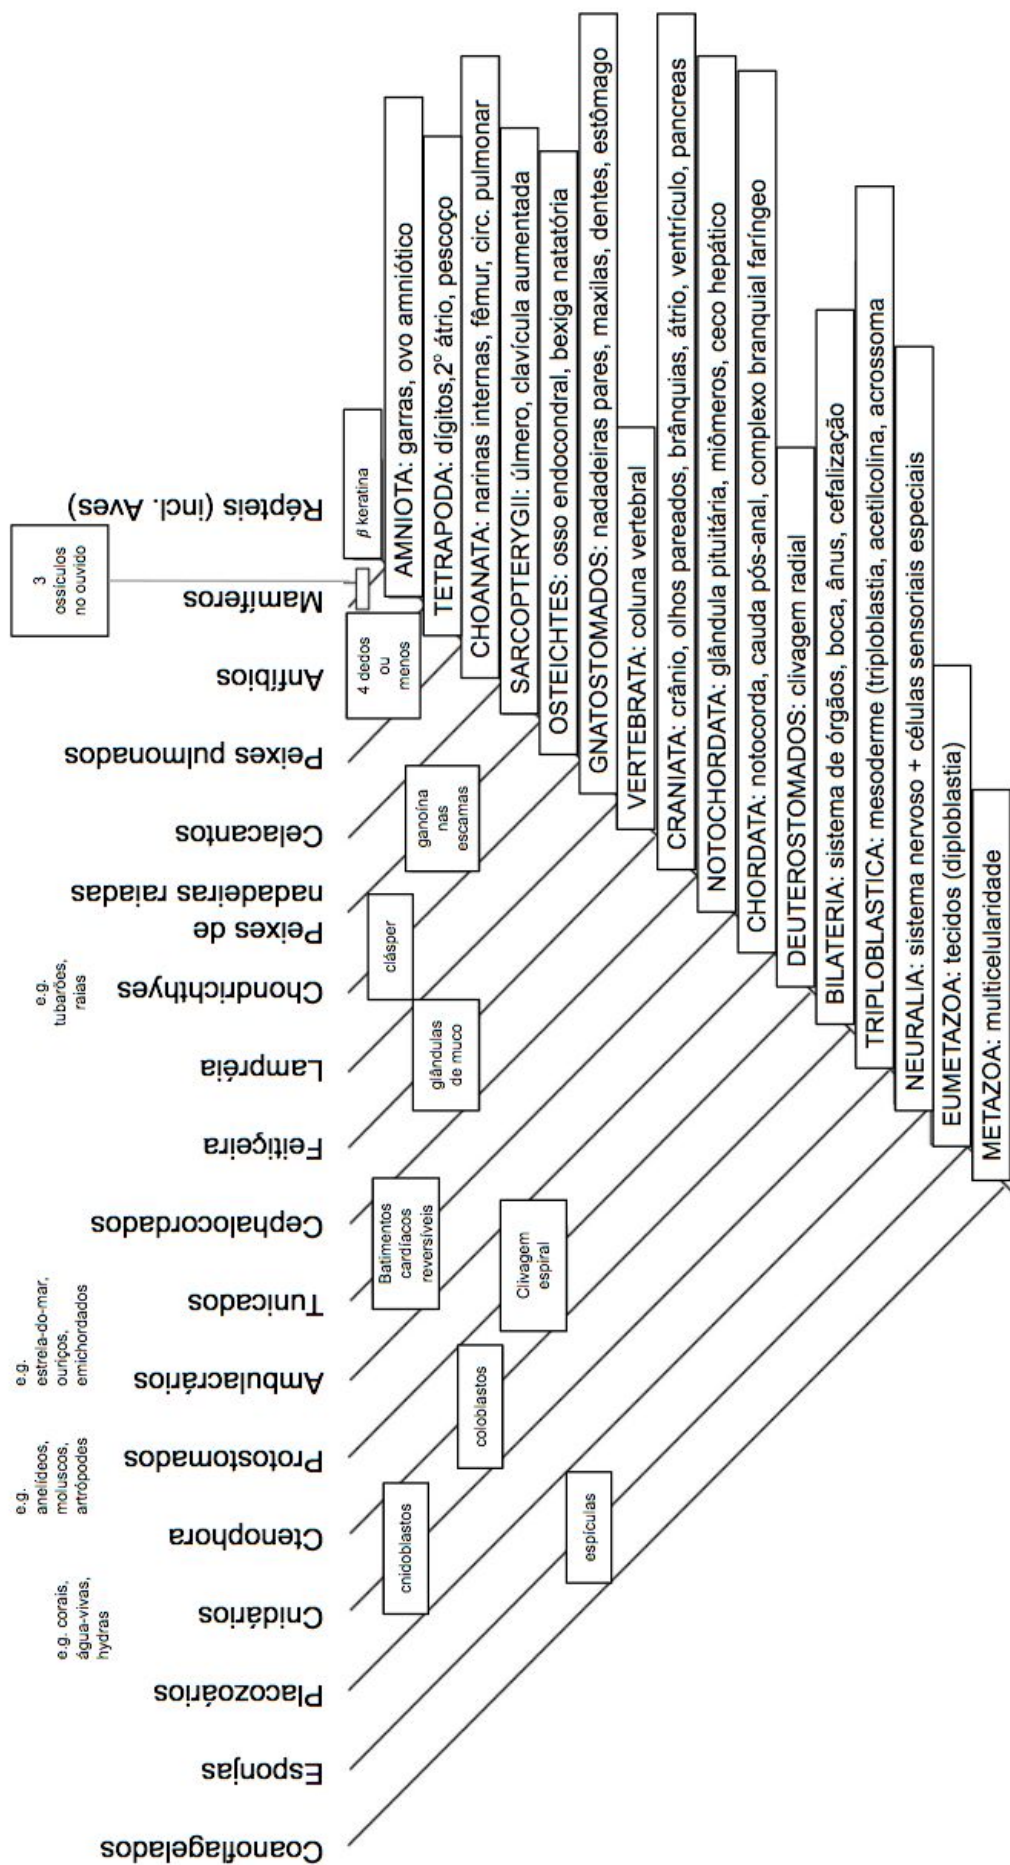 Coanoflagelados
Esponjas
Placozoários
e.g. corais,
água-vivas,
hydras
Cnidários
Ctenophora
e.g.
anelídeos,
moluscos,
artrópodes
Protostomados
e.g.
estrela-do-mar,
ouriços,
emichordados
Ambulacrários
Tunicados
Cephalocordados
Feitiçeira
Lampréia
e.g.
tubarões,
raias
Chondrichthyes
Peixes de
nadadeiras raiadas
Celacantos
Peixes pulmonados
Anfíbios
Mamíferos
Répteis (incl. Aves)
3
ossículos
no ouvido
β keratina
4 dedos
ou
menos
ganoína
nas
escamas
clásper
glândulas
de muco
Batimentos
cardíacos
reversíveis
Clivagem
espiral
coloblastos
cnidoblastos
espículas
AMNIOTA: garras, ovo amniótico
TETRAPODA: dígitos,2º átrio, pescoço
CHOANATA: narinas internas, fêmur, circ. pulmonar
SARCOPTERYGII: úlmero, clavícula aumentada
OSTEICHTES: osso endocondral, bexiga natatória
GNATOSTOMADOS: nadadeiras pares, maxilas, dentes, estômago
VERTEBRATA: coluna vertebral
CRANIATA: crânio, olhos pareados, brânquias, átrio, ventrículo, pancreas
NOTOCHORDATA: glândula pituitária, miômeros, ceco hepático
CHORDATA: notocorda, cauda pós-anal, complexo branquial faríngeo
DEUTEROSTOMADOS: clivagem radial
BILATERIA: sistema de órgãos, boca, ânus, cefalização
TRIPLOBLASTICA: mesoderme (triploblastia, acetilcolina, acrossoma
NEURALIA: sistema nervoso + células sensoriais especiais
EUMETAZOA: tecidos (diploblastia)
METAZOA: multicelularidade